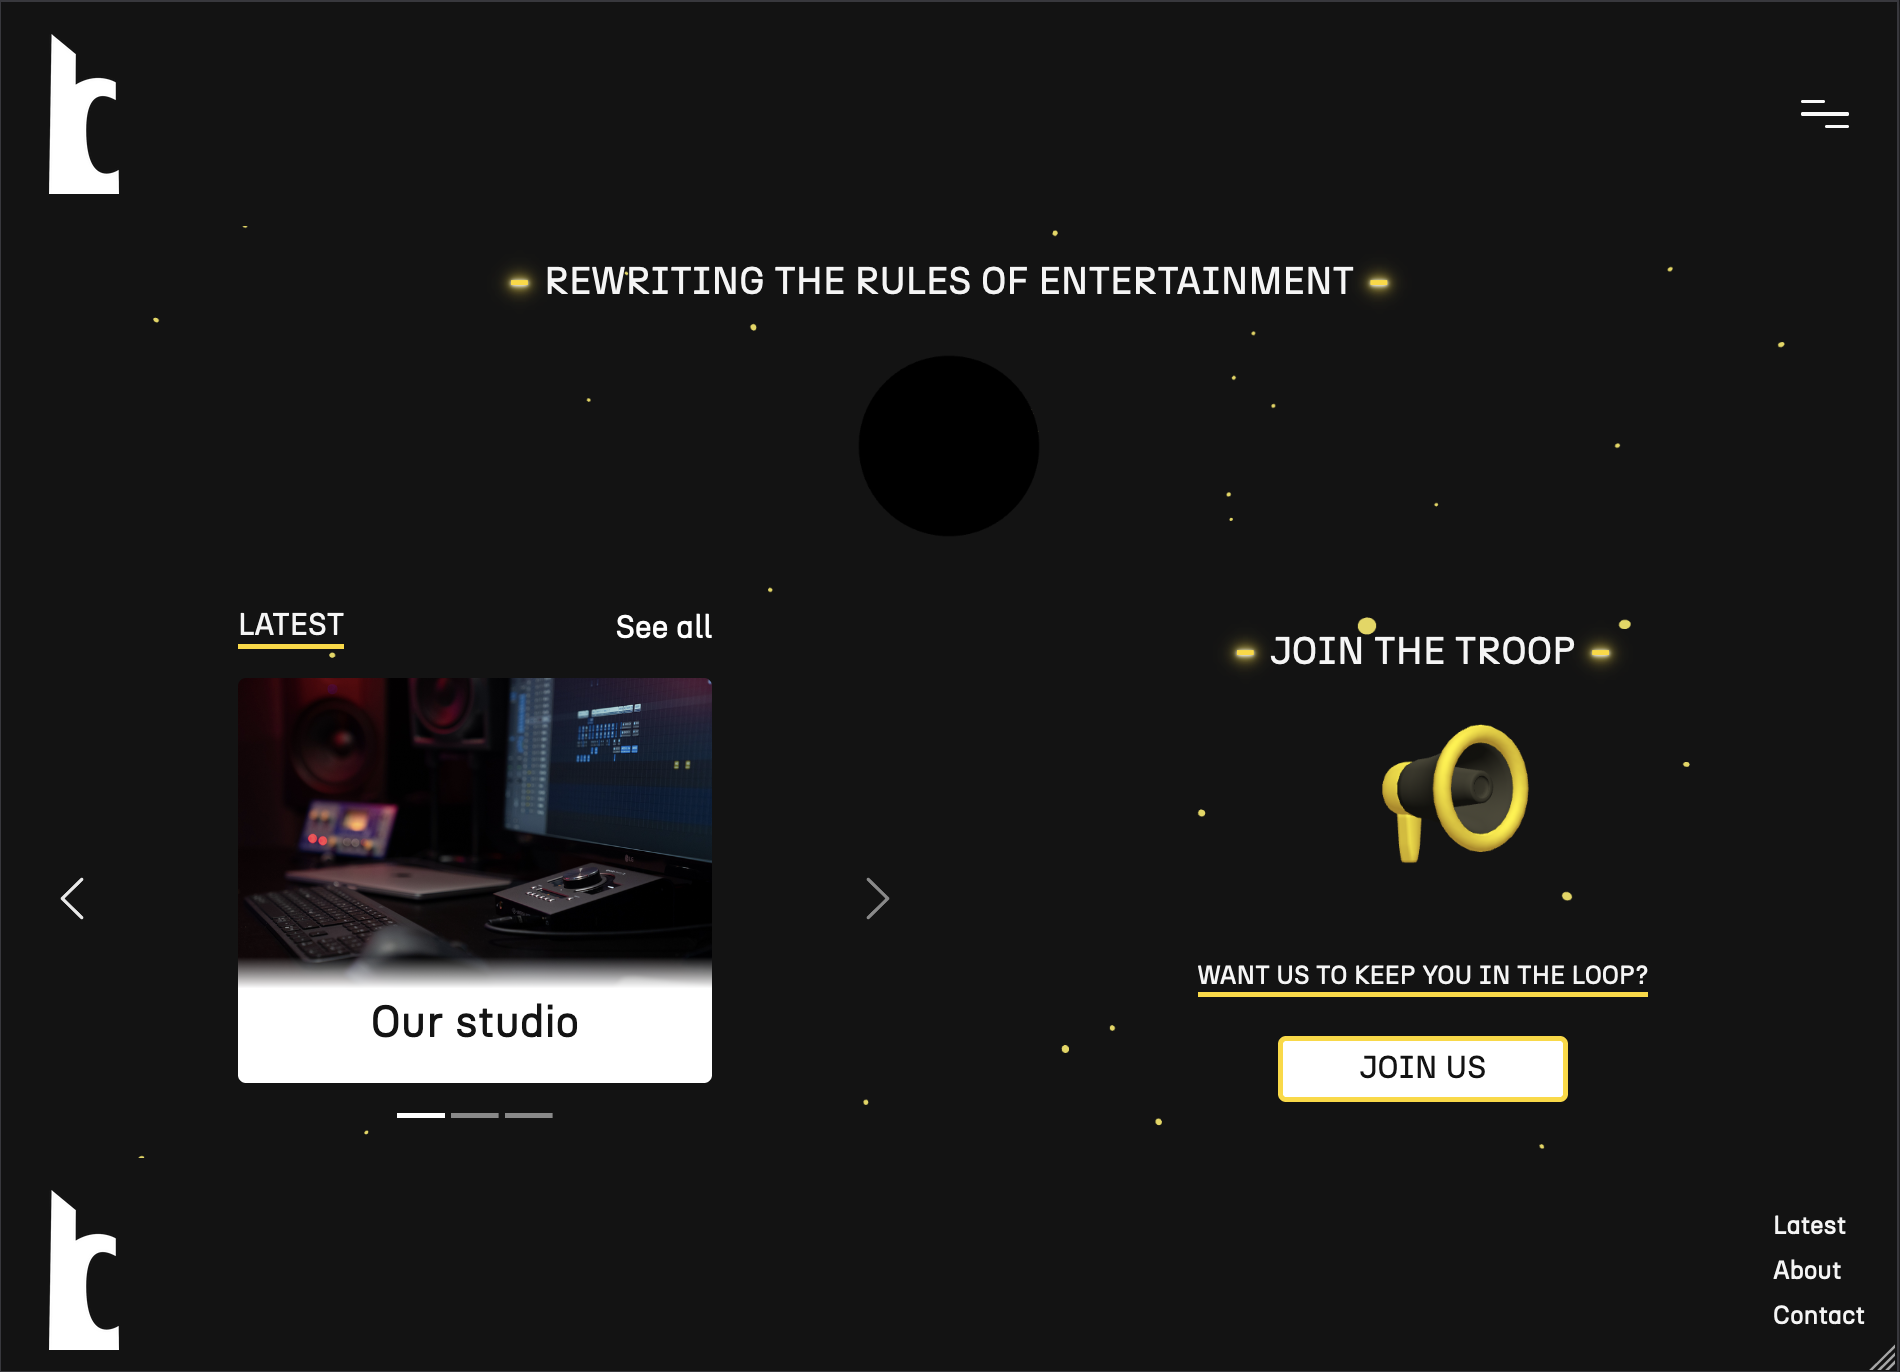 REWRITING THE RULES OF ENTERTAINMENT
LATEST
See all
Our studio
JOIN THE TROOP
WANT US TO KEEP YOU IN THE LOOP?
JOIN US
Latest
About
Contact